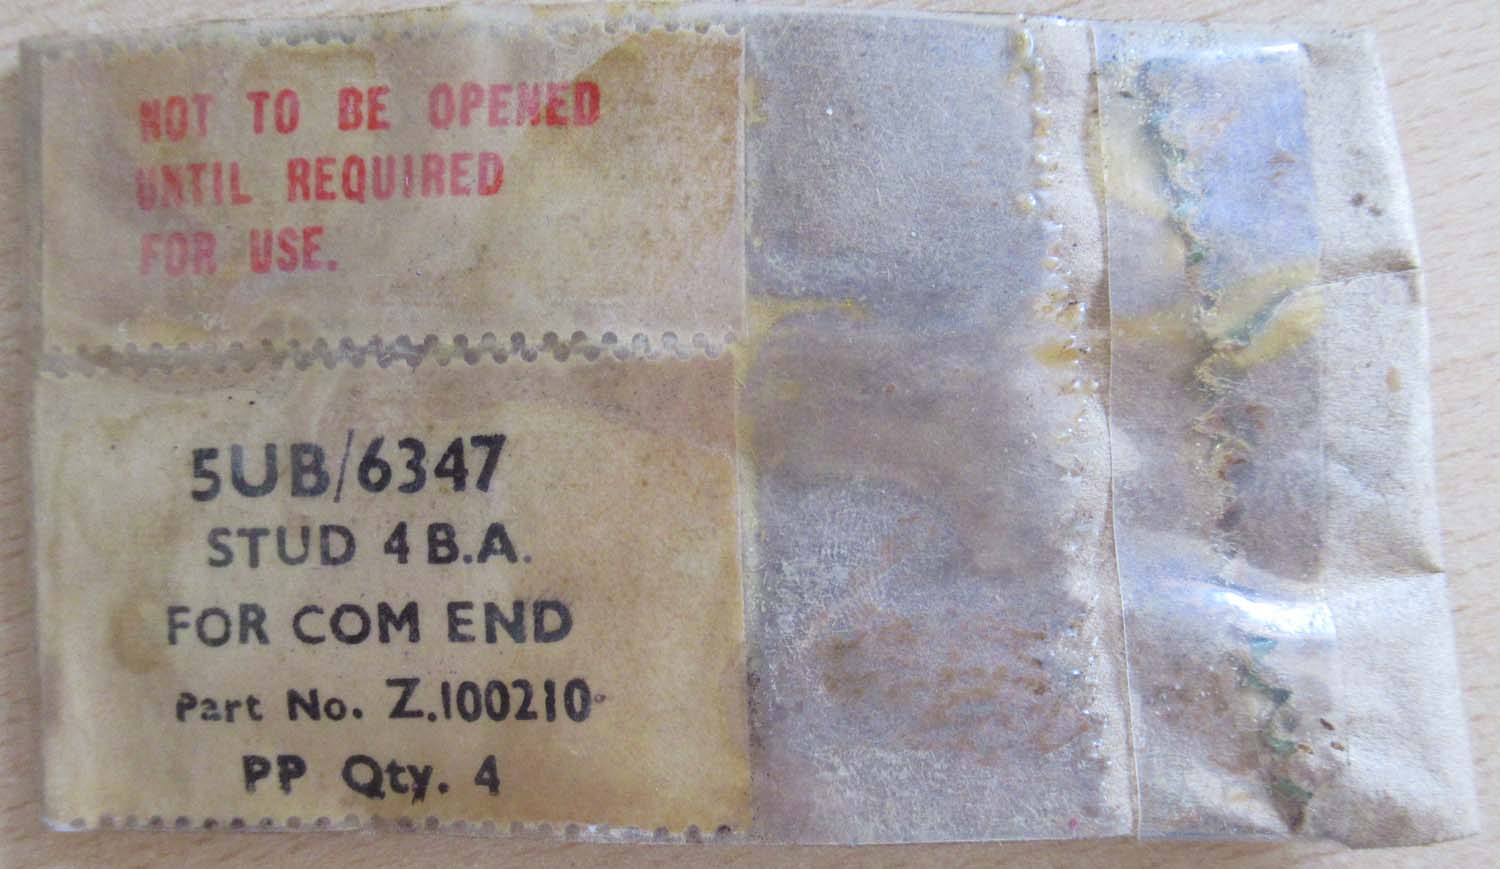 NOT TO BE OPENED
UNTIL REQUIRED
FOR USE.
5UB/6347
STUD 4 B.A.
FOR COM END
Part No. Z.100210
PP Qty. 4